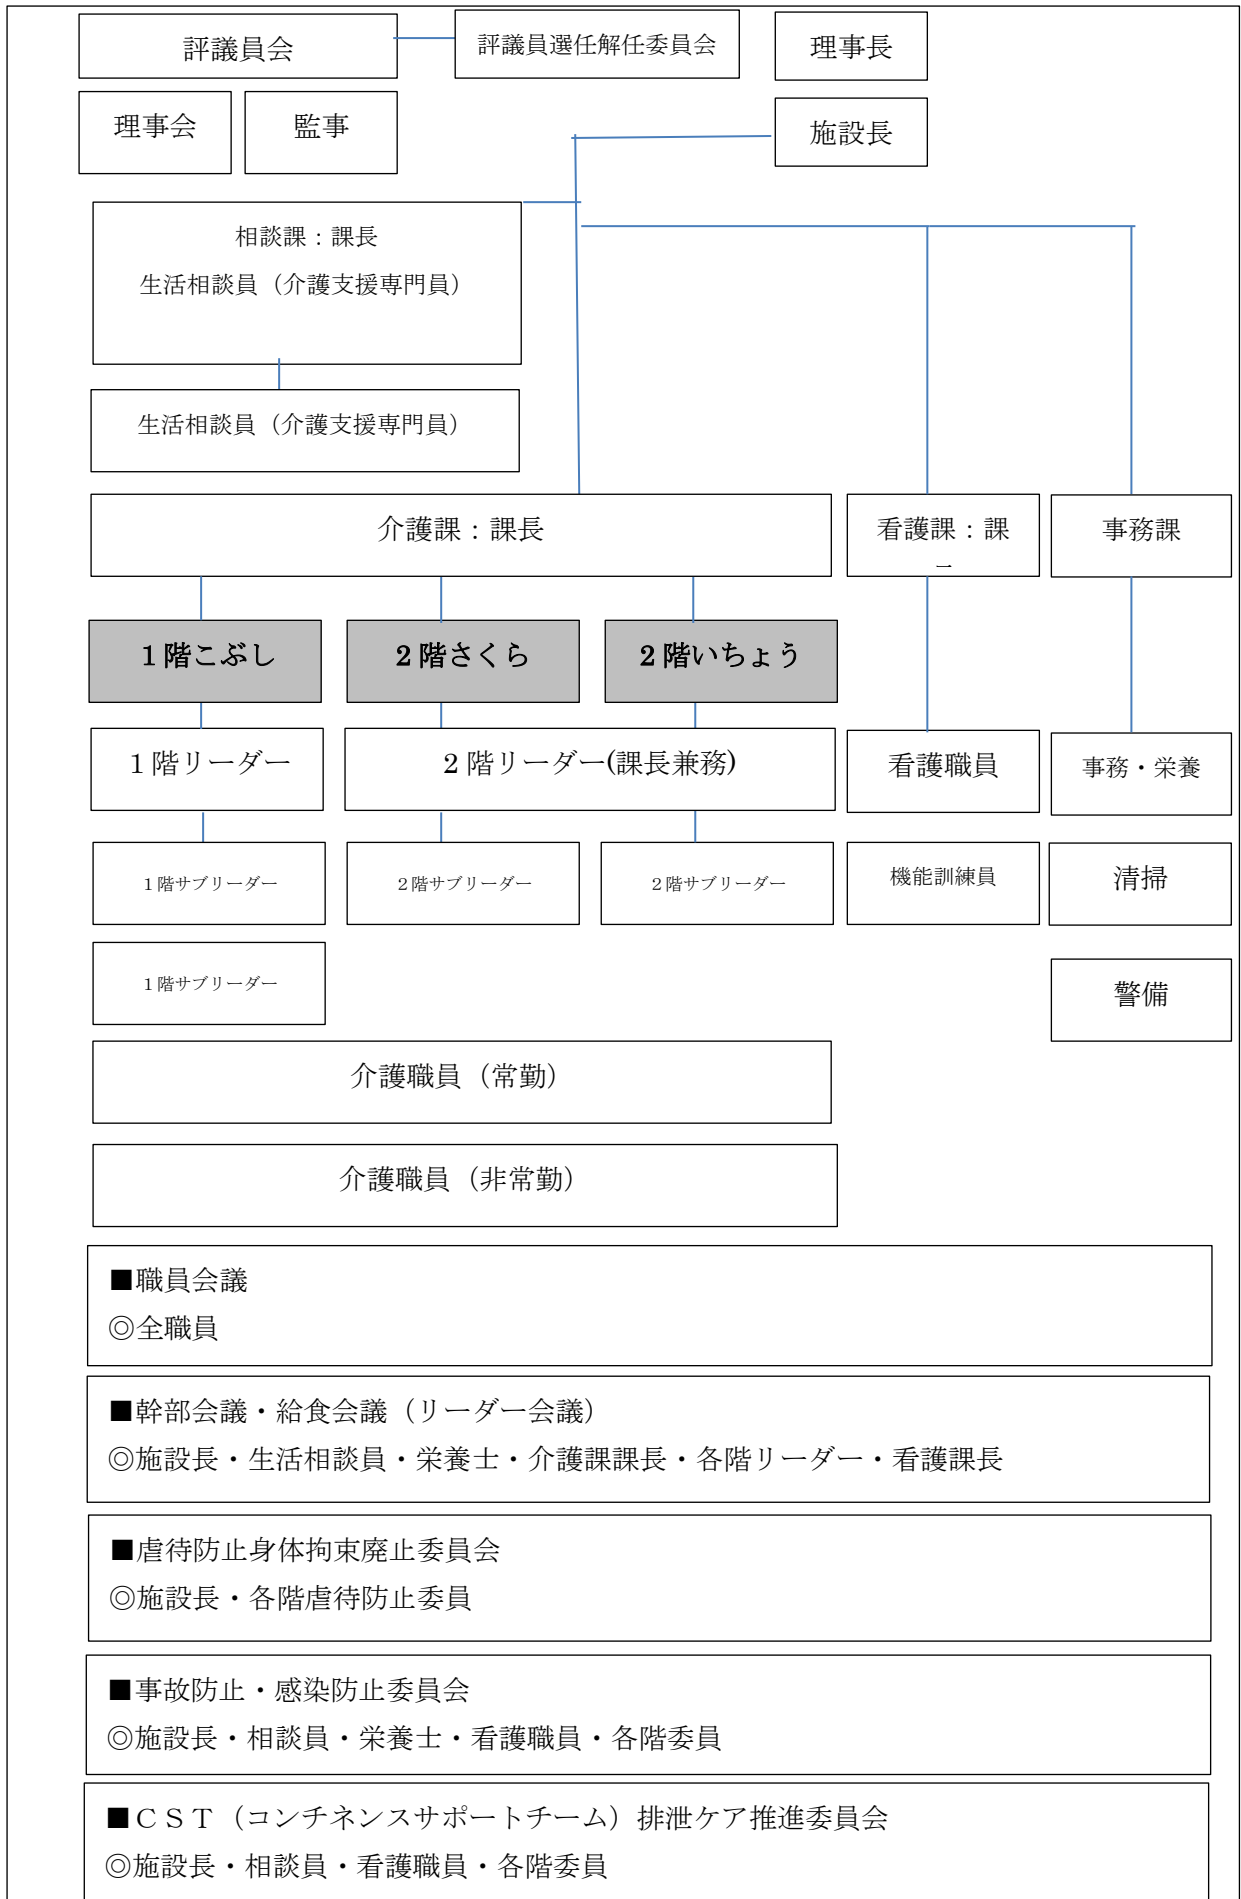 評議員会
評議員選任解任委員会
理事長
理事会
監事
施設長
相談課：課長
生活相談員（介護支援専門員）
生活相談員（介護支援専門員）
介護課：課長
看護課：課
事務課
１階こぶし
２階さくら
２階いちょう
１階リーダー
２階リーダー(課長兼務)
看護職員
事務・栄養
１階サブリーダー
２階サブリーダー
２階サブリーダー
機能訓練員
清掃
１階サブリーダー
警備
介護職員（常勤）
介護職員（非常勤）
■職員会議
◎全職員
■幹部会議・給食会議（リーダー会議）
◎施設長・生活相談員・栄養士・介護課課長・各階リーダー・看護課長
■虐待防止身体拘束廃止委員会
◎施設長・各階虐待防止委員
■事故防止・感染防止委員会
◎施設長・相談員・栄養士・看護職員・各階委員
■ＣＳＴ（コンチネンスサポートチーム）排泄ケア推進委員会
◎施設長・相談員・看護職員・各階委員